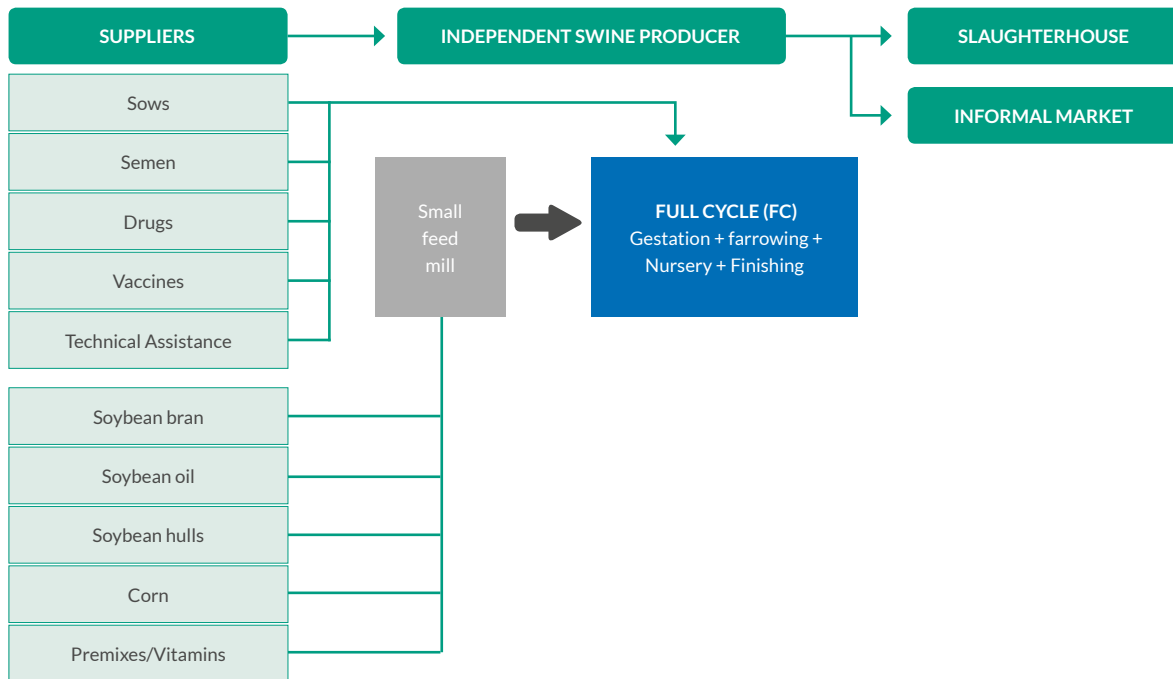 SUPPLIERS
INDEPENDENT SWINE PRODUCER
SLAUGHTERHOUSE
INFORMAL MARKET
Sows
Semen
Drugs
Vaccines
Technical Assistance
Small
feed
mill
FULL CYCLE (FC)
Gestation + farrowing +
Nursery + Finishing
Soybean bran
Soybean oil
Soybean hulls
Corn
Premixes/Vitamins